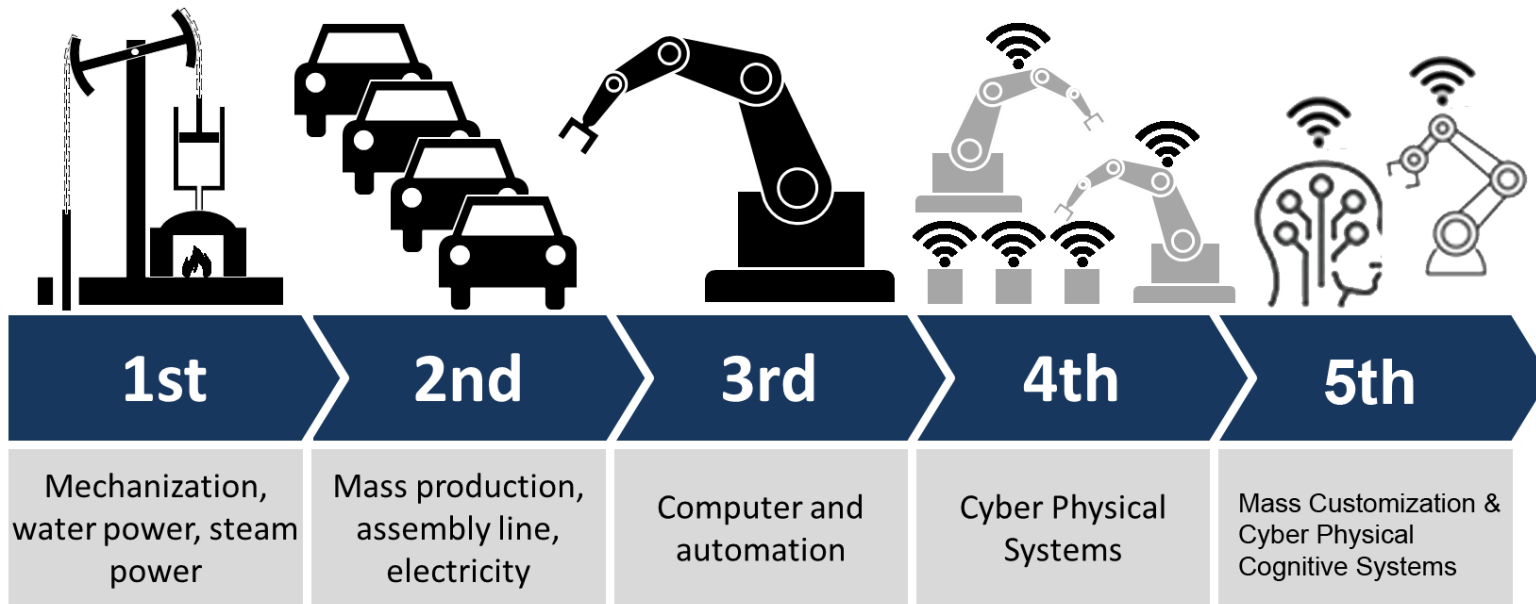 1st
2nd
3rd
4th
5th
Mechanization,
water power, steam
power
Mass production,
assembly line,
electricity
Computer and
automation
Cyber Physical
Systems
Mass Customization &
Cyber Physical
Cognitive Systems